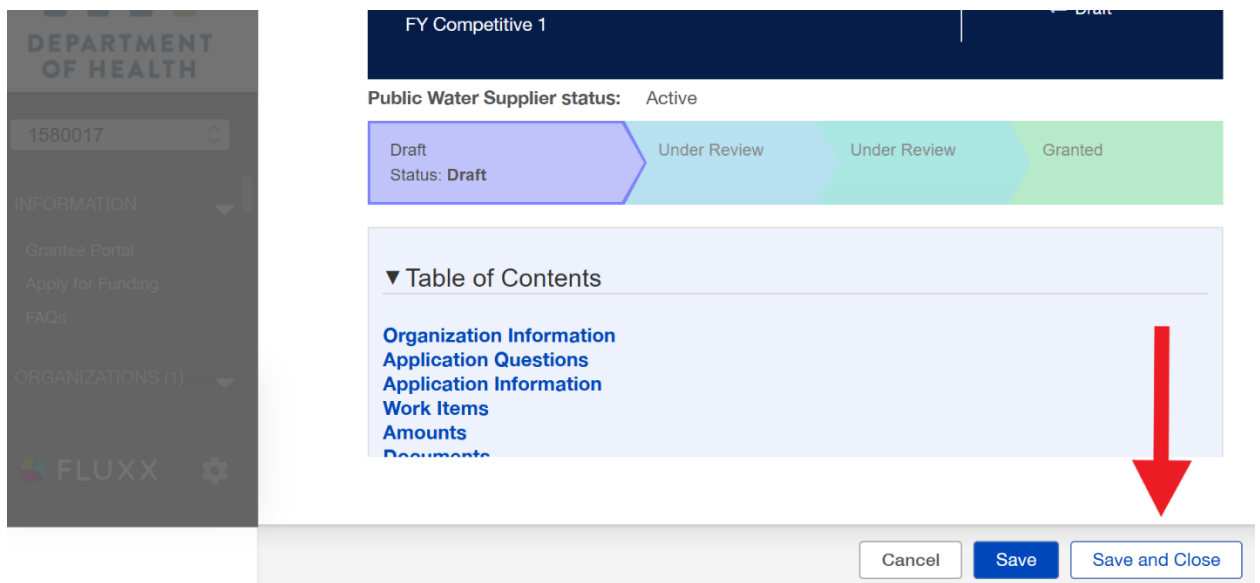 DEPARTMENT
OF HEALTH
1580017
INFORMATION
Grantee Portal
Apply for Funding
FAQs
ORGANIZATIONS (1)
FLUXX
FY Competitive 1
Draft
Public Water Supplier status: Active
Draft
Status: Draft
Under Review
Under Review
Granted
▼ Table of Contents
Organization Information
Application Questions
Application Information
Work Items
Amounts
Documents
Cancel
Save
Save and Close